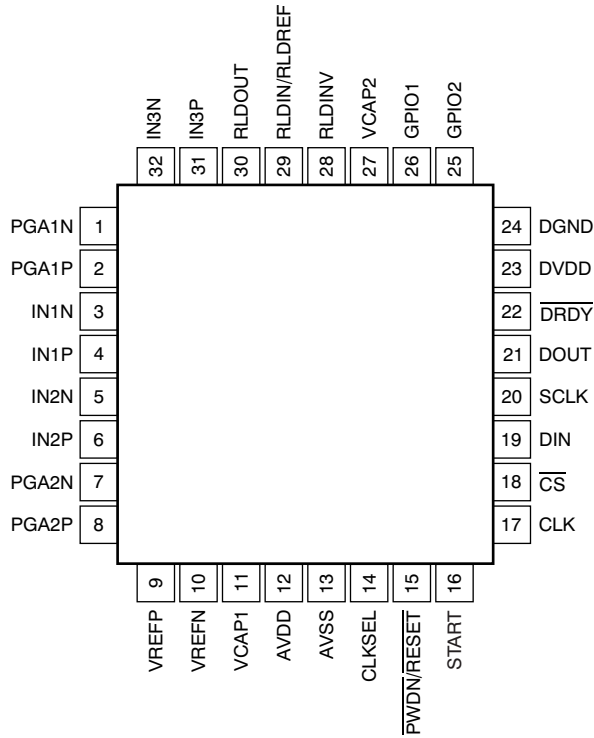 IN3N
IN3P
RLDOUT
RLDIN/RLDREF
RLDINV
VCAP2
GPIO1
GPIO2
32
31
30
29
28
27
26
25
PGA1N 1
PGA1P 2
IN1N 3
IN1P 4
IN2N 5
IN2P 6
PGA2N 7
PGA2P 8
24 DGND
23 DVDD
22 DRDY
21 DOUT
20 SCLK
19 DIN
18 CS
17 CLK
9
10
11
12
13
14
15
16
VREFP
VREFN
VCAP1
AVDD
AVSS
CLKSEL
PWDN/RESET
START